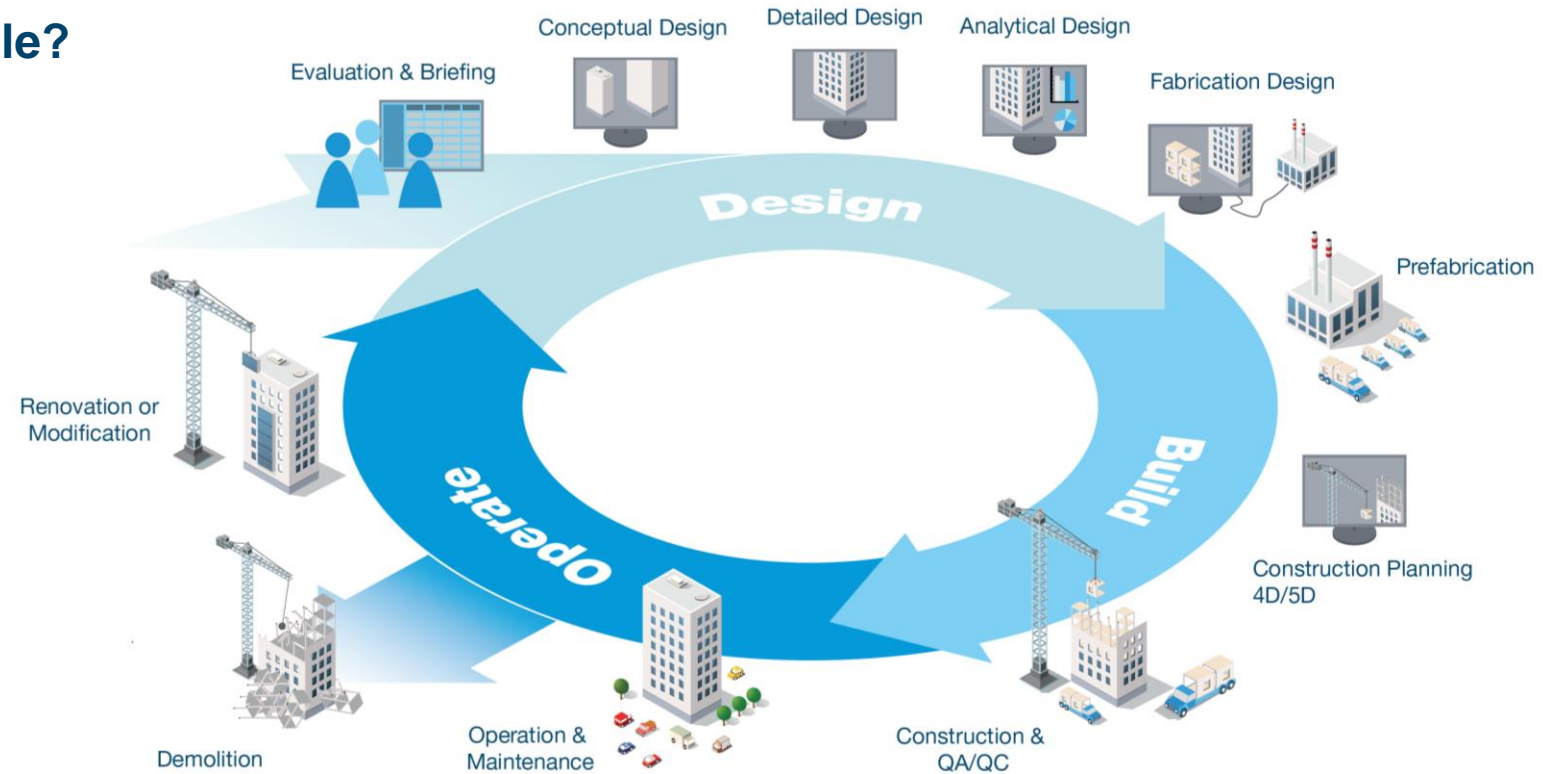 le?
Conceptual Design
Detailed Design
Analytical Design
Evaluation & Briefing
Fabrication Design
Design
Prefabrication
Renovation or
Modification
Build
Operate
Construction Planning
4D/5D
Demolition
Operation &
Maintenance
Construction &
QA/QC